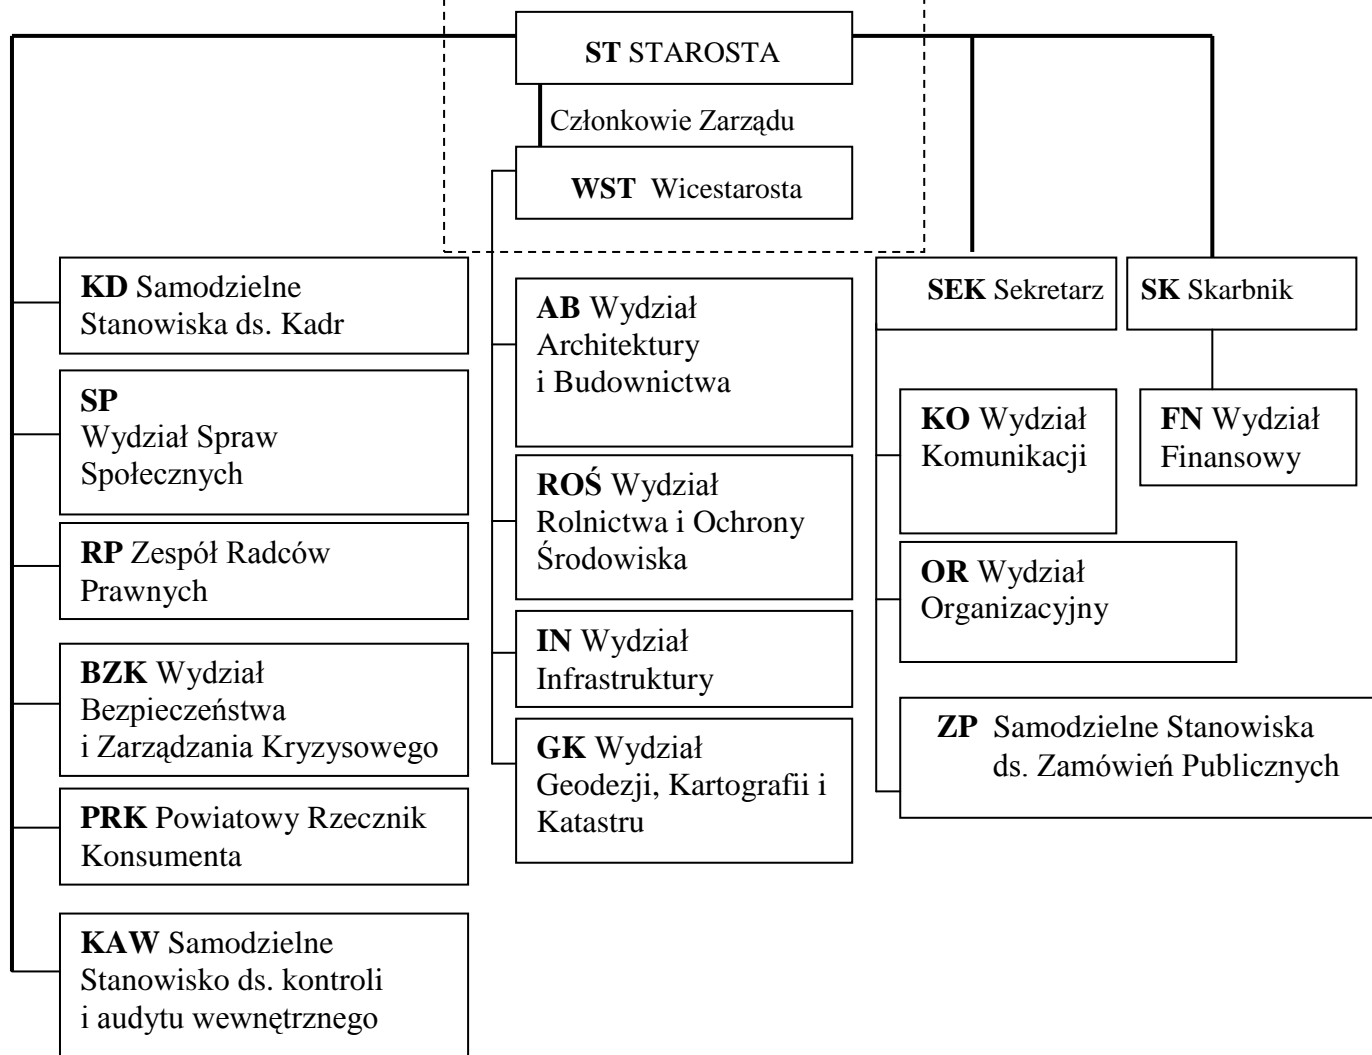 ST STAROSTA
Członkowie Zarządu
WST Wicestarosta
KD Samodzielne
Stanowiska ds. Kadr
SP
Wydział Spraw
Społecznych
RP Zespół Radców
Prawnych
BZK Wydział
Bezpieczeństwa
i Zarządzania Kryzysowego
PRK Powiatowy Rzecznik
Konsumenta
KAW Samodzielne
Stanowisko ds. kontroli
i audytu wewnętrznego
AB Wydział
Architektury
i Budownictwa
ROŚ Wydział
Rolnictwa i Ochrony
Środowiska
IN Wydział
Infrastruktury
GK Wydział
Geodezji, Kartografii i
Katastru
SEK Sekretarz
KO Wydział
Komunikacji
OR Wydział
Organizacyjny
ZP Samodzielne Stanowiska
ds. Zamówień Publicznych
SK Skarbnik
FN Wydział
Finansowy